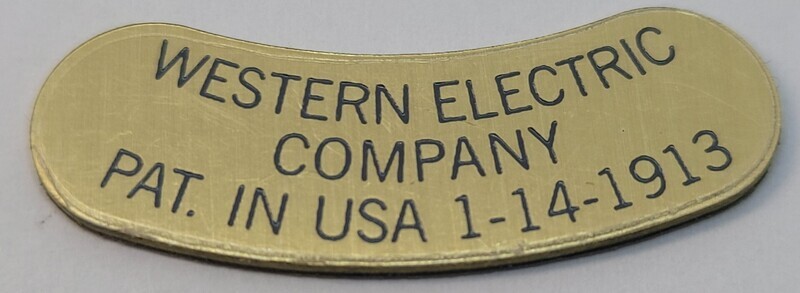 WESTERN ELECTRIC
COMPANY
PAT. IN USA 1-14-1913